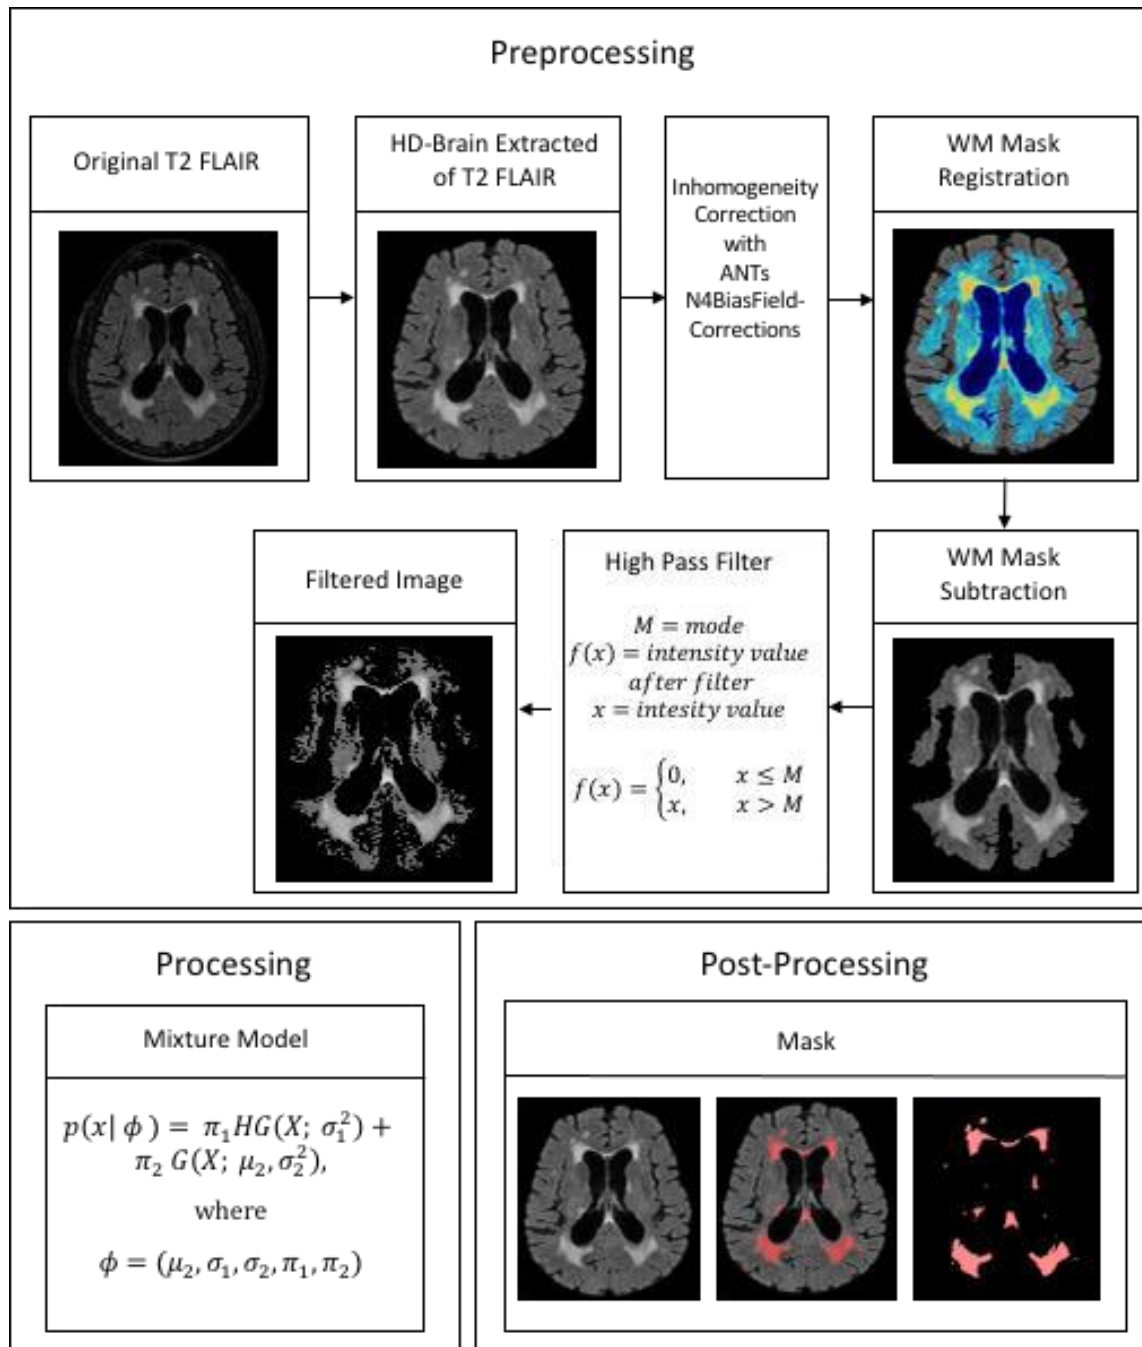 Preprocessing
Original T2 FLAIR
HD-Brain Extracted
of T2 FLAIR
Inhomogeneity
Correction
with
ANTs
N4BiasField-
Corrections
WM Mask
Registration
WM Mask
Subtraction
High Pass Filter
M = mode
f(x) = intensity value
after filter
x = intesity value
f(x) = {0, x ≤ M
x, x > M
Filtered Image
Processing
Mixture Model
p(x| ϕ ) = π₁HG(X; σ₁²) +
π₂ G(X; μ₂, σ₂²),
where
ϕ = (μ₂, σ₁, σ₂, π₁, π₂)
Post-Processing
Mask